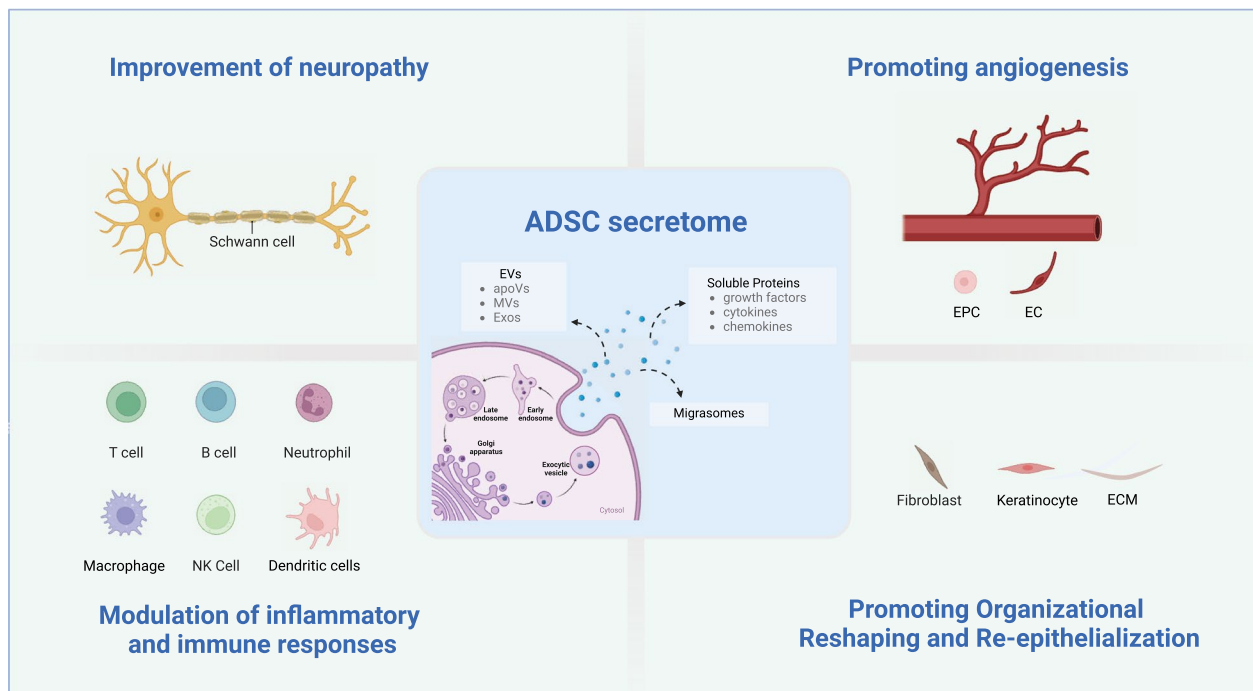 Improvement of neuropathy
Schwann cell
Promoting angiogenesis
EPC
EC
ADSC secretome
EVs
apoVs
MVs
Exos
Soluble Proteins
growth factors
cytokines
chemokines
Migrasomes
Late
endosome
Early
endosome
Golgi
apparatus
Exocytic
vesicle
Cytosol
T cell
B cell
Neutrophil
Macrophage
NK Cell
Dendritic cells
Modulation of inflammatory
and immune responses
Fibroblast
Keratinocyte
ECM
Promoting Organizational
Reshaping and Re-epithelialization